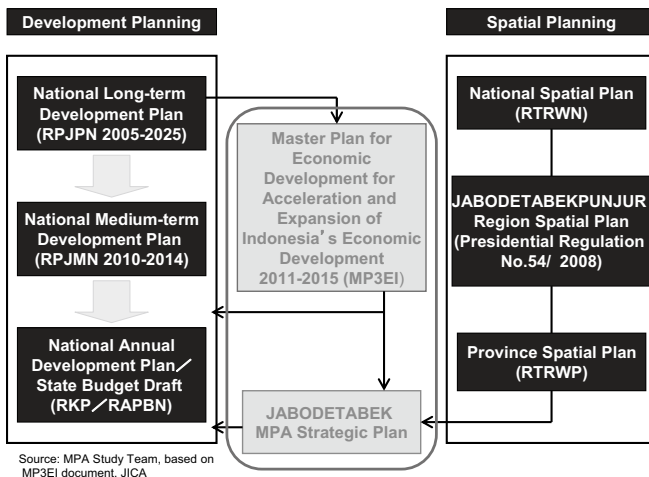 Development Planning
Spatial Planning
National Long-term
Development Plan
(RPJPN 2005-2025)
National Medium-term
Development Plan
(RPJMN 2010-2014)
National Annual
Development Plan／
State Budget Draft
(RKP／RAPBN)
Master Plan for
Economic
Development for
Acceleration and
Expansion of
Indonesia's Economic
Development
2011-2015 (MP3EI)
JABODETABEK
MPA Strategic Plan
National Spatial Plan
(RTRWN)
JABODETABEKPUNJUR
Region Spatial Plan
(Presidential Regulation
No.54/ 2008)
Province Spatial Plan
(RTRWP)
Source: MPA Study Team, based on
MP3EI document, JICA